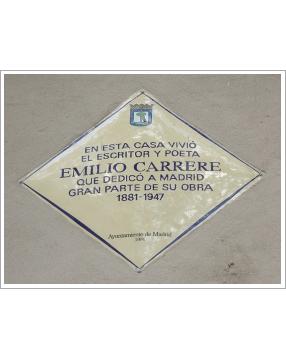 EN ESTA CASA VIVIÓ
EL ESCRITOR Y POETA
EMILIO CARRERE
QUE DEDICÓ A MADRID
GRAN PARTE DE SU OBRA
1881-1947
Ayuntamiento de Madrid